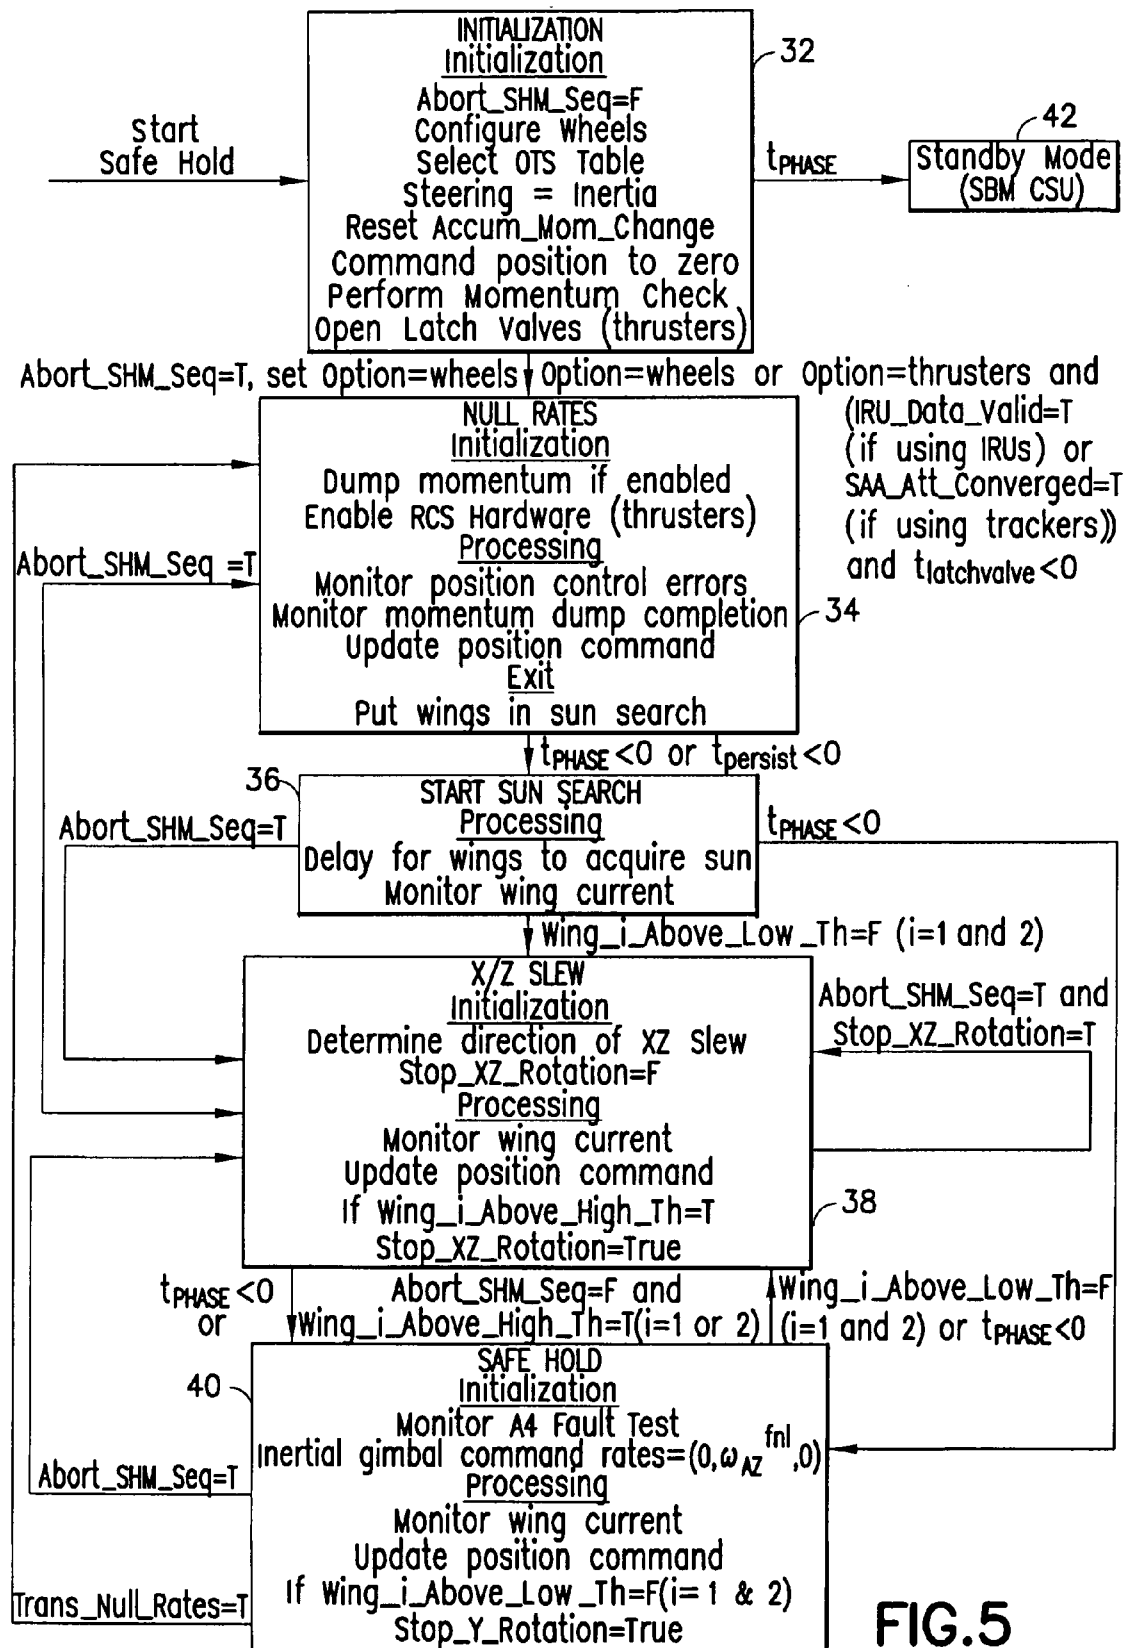 INITIALIZATION
Initialization
Abort_SHM_Seq=F
Configure Wheels
Select OTS Table
Steering = Inertia
Reset Accum_Mom_Change
Command position to zero
Perform Momentum Check
Open Latch Valves (thrusters)
32
Start
Safe Hold
tPHASE
42
Standby Mode
(SBM CSU)
Abort_SHM_Seq=T, set Option=wheels
Option=wheels or Option=thrusters and
(IRU_Data_Valid=T
(if using IRUs) or
SAA_Att_Converged=T
(if using trackers))
and tlatchvalve<0
NULL RATES
Initialization
Dump momentum if enabled
Enable RCS Hardware (thrusters)
Processing
Monitor position control errors
Monitor momentum dump completion
Update position command
Exit
Put wings in sun search
34
Abort_SHM_Seq =T
tPHASE<0 or tpersist<0
36
START SUN SEARCH
Processing
Delay for wings to acquire sun
Monitor wing current
Abort_SHM_Seq=T
tPHASE<0
Wing_i_Above_Low_Th=F (i=1 and 2)
X/Z SLEW
Initialization
Determine direction of XZ Slew
Stop_XZ_Rotation=F
Processing
Monitor wing current
Update position command
If Wing_i_Above_High_Th=T
Stop_XZ_Rotation=True
38
Abort_SHM_Seq=T and
Stop_XZ_Rotation=T
tPHASE<0
or
Abort_SHM_Seq=F and
Wing_i_Above_High_Th=T(i=1 or 2)
Wing_i_Above_Low_Th=F
(i=1 and 2) or tPHASE<0
40
SAFE HOLD
Initialization
Monitor A4 Fault Test
Inertial gimbal command rates=(0,ωAZ^fnl,0)
Processing
Monitor wing current
Update position command
If Wing_i_Above_Low_Th=F(i= 1 & 2)
Stop_Y_Rotation=True
Abort_SHM_Seq=T
Trans_Null_Rates=T
FIG.5